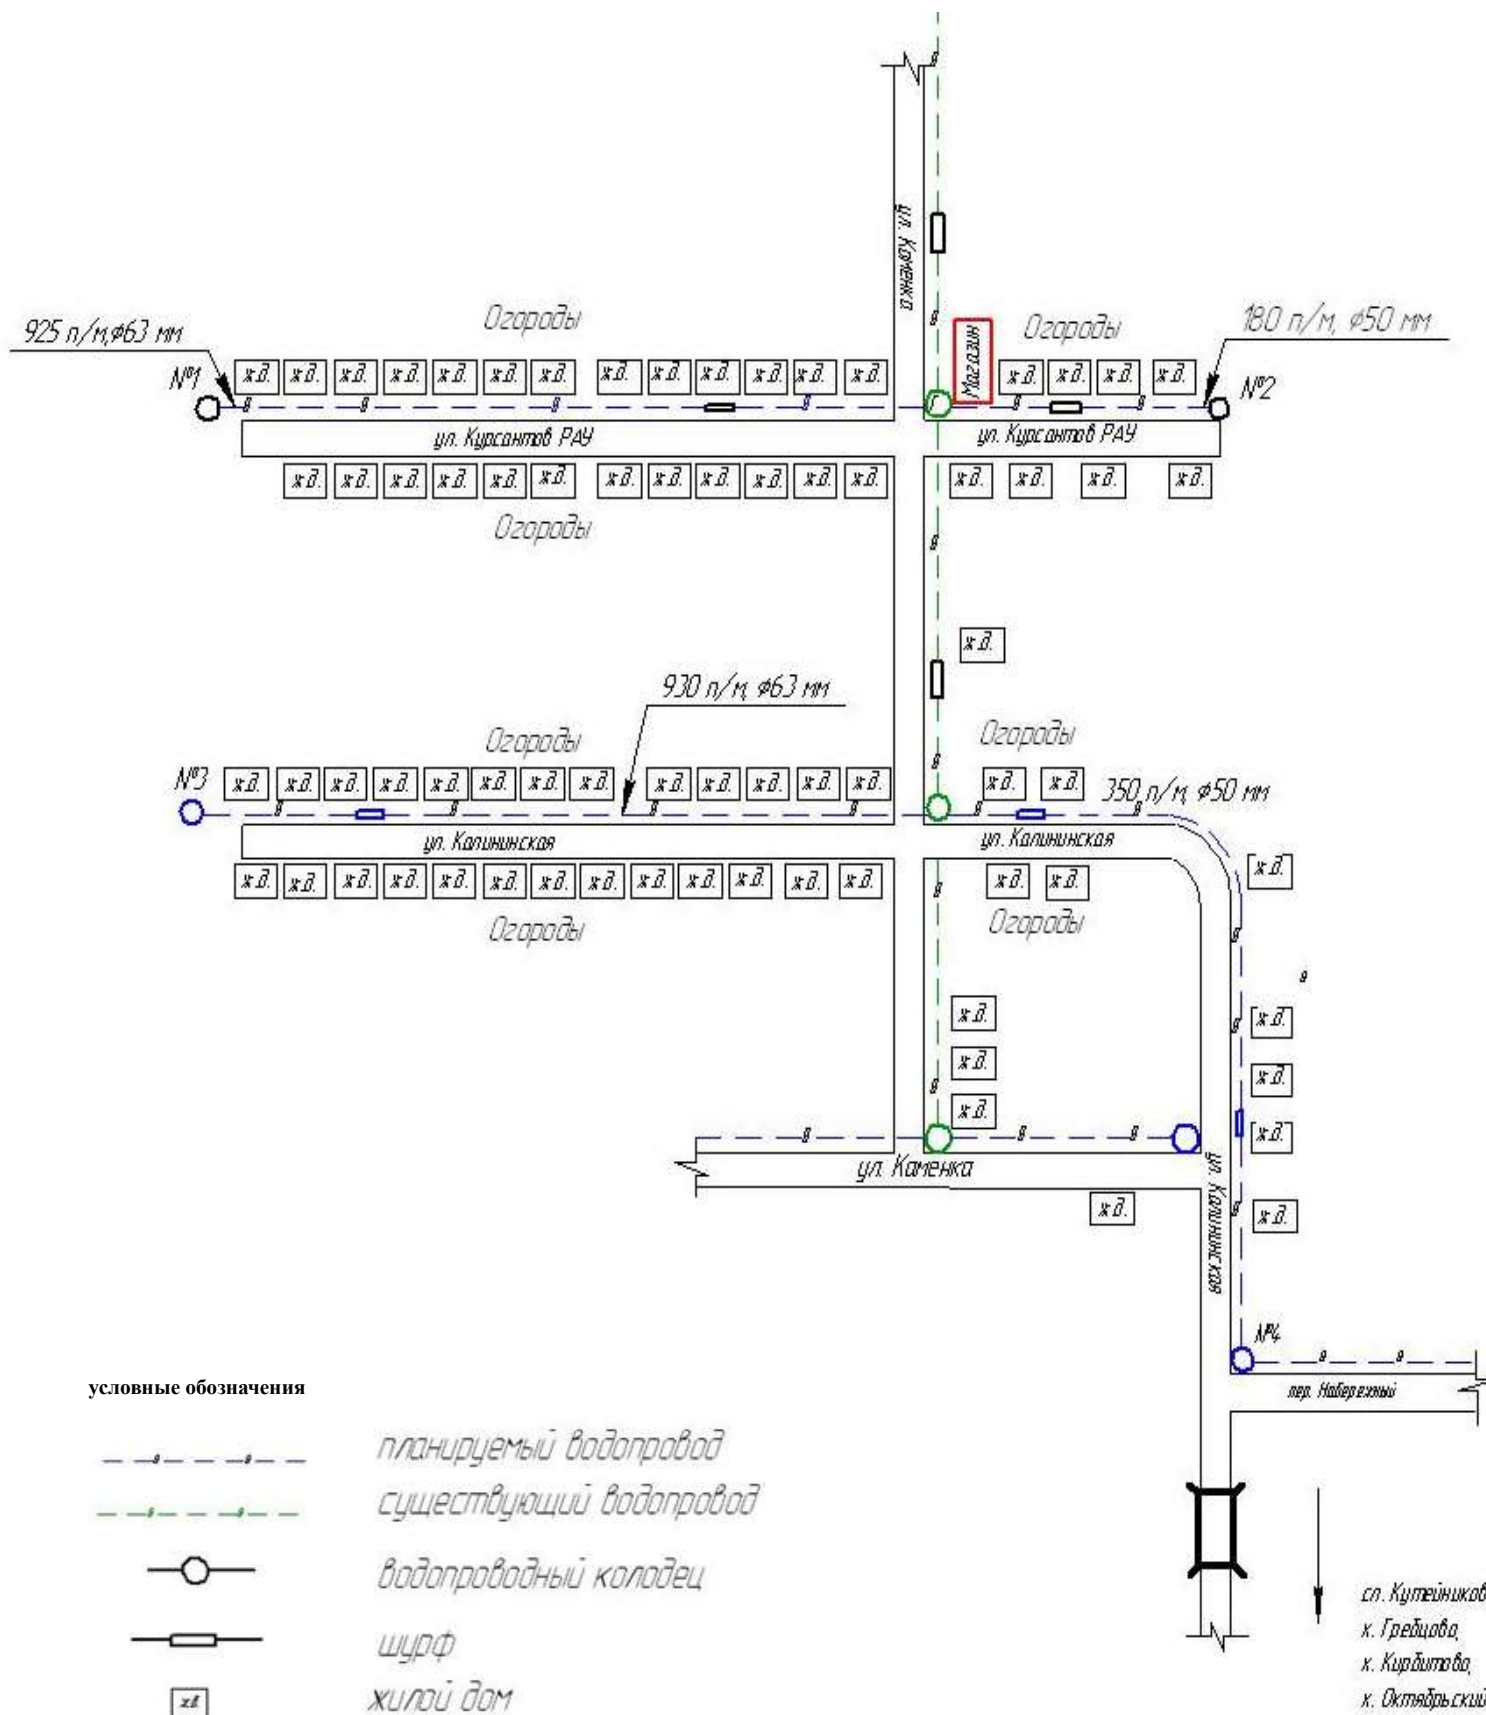 ул. Каменка
Огороды
Огороды
925 п/м, ф63 мм
180 п/м, ф50 мм
Магазин
№1
ж.д. ж.д. ж.д. ж.д. ж.д. ж.д. ж.д. ж.д. ж.д. ж.д. ж.д. ж.д. ж.д.
ж.д. ж.д. ж.д. ж.д.
№2
в в в в в в
ул. Курсантов РАУ
ул. Курсантов РАУ
ж.д. ж.д. ж.д. ж.д. ж.д. ж.д. ж.д. ж.д. ж.д. ж.д. ж.д. ж.д.
ж.д. ж.д. ж.д. ж.д.
Огороды
ж.д.
930 п/м, ф63 мм
Огороды
Огороды
№3
ж.д. ж.д. ж.д. ж.д. ж.д. ж.д. ж.д. ж.д. ж.д. ж.д. ж.д. ж.д. ж.д.
ж.д. ж.д.
350 п/м, ф50 мм
в в в в в в
ул. Калининская
ул. Калининская
ж.д. ж.д. ж.д. ж.д. ж.д. ж.д. ж.д. ж.д. ж.д. ж.д. ж.д. ж.д. ж.д.
ж.д. ж.д.
ж.д.
Огороды
Огороды
в
ж.д.
ж.д.
ж.д.
ж.д.
ж.д.
ж.д.
в в в
ул. Каменка
ул. Калининская
ж.д.
ж.д.
№4
в в
пер. Набережный
условные обозначения
в в
планируемый водопровод
в в
существующий водопровод
водопроводный колодец
шурф
ж.д.
жилой дом
сл. Кутейников
х. Гребцово,
х. Кирбитово,
х. Октябрьский